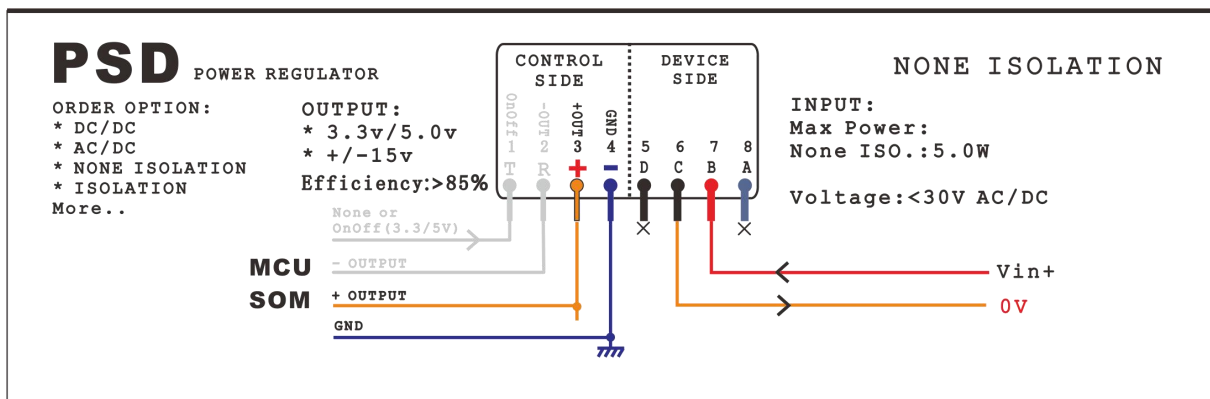 PSD POWER REGULATOR
ORDER OPTION:
* DC/DC
* AC/DC
* NONE ISOLATION
* ISOLATION
More..
OUTPUT:
* 3.3v/5.0v
* +/-15v
Efficiency:>85%
CONTROL
SIDE
DEVICE
SIDE
OnOff -OUT +OUT GND
1 2 3 4 5 6 7 8
T R + - D C B A
NONE ISOLATION
INPUT:
Max Power:
None ISO.:5.0W
Voltage:<30V AC/DC
None or
OnOff(3.3/5V)
MCU
- OUTPUT
SOM
+ OUTPUT
GND
Vin+
0V